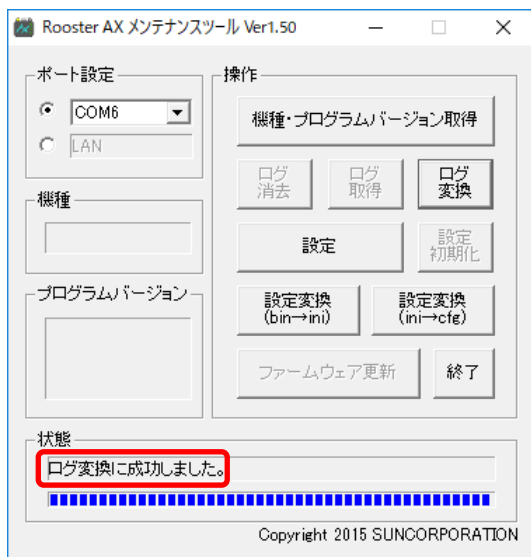 Rooster AX メンテナンスツール Ver1.50
ポート設定
COM6
LAN
機種
プログラムバージョン
操作
機種・プログラムバージョン取得
ログ
消去
ログ
取得
ログ
変換
設定
設定
初期化
設定変換
(bin→ini)
設定変換
(ini→cfg)
ファームウェア更新
終了
状態
ログ変換に成功しました。
Copyright 2015 SUNCORPORATION